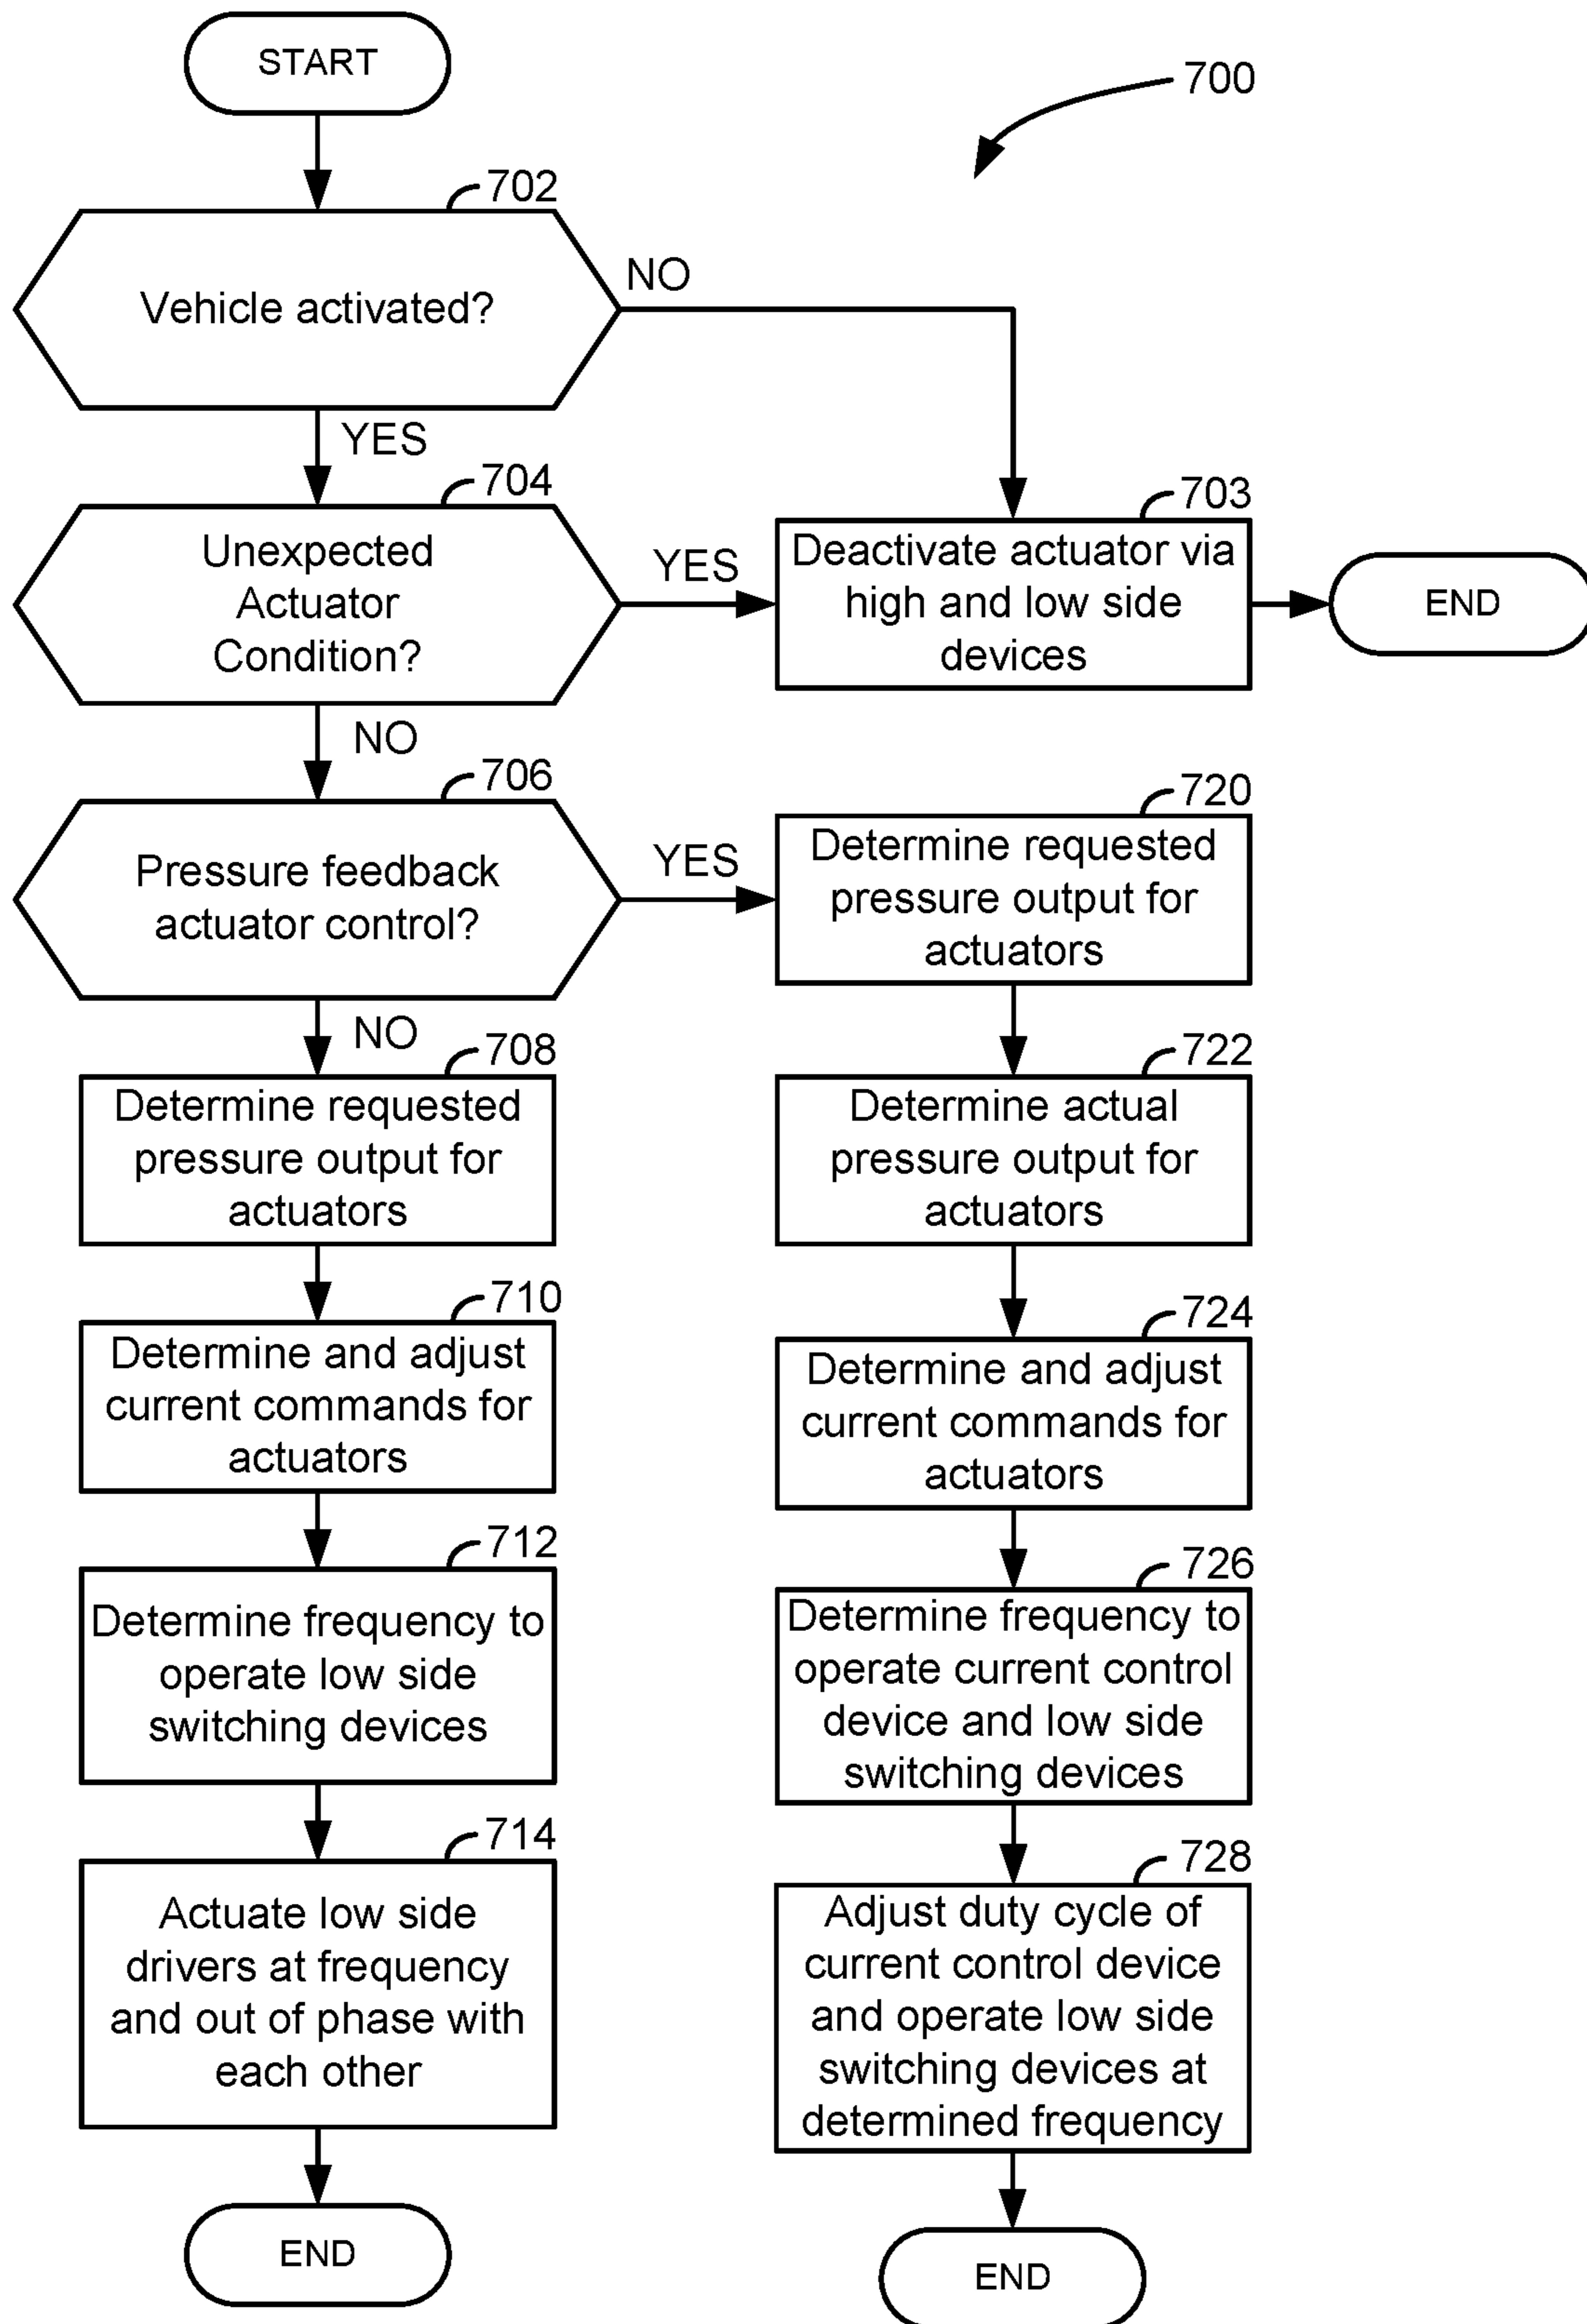 START
700
702
Vehicle activated?
NO
YES
704
Unexpected
Actuator
Condition?
YES
703
Deactivate actuator via
high and low side
devices
END
NO
706
Pressure feedback
actuator control?
YES
720
Determine requested
pressure output for
actuators
NO
708
Determine requested
pressure output for
actuators
722
Determine actual
pressure output for
actuators
710
Determine and adjust
current commands for
actuators
724
Determine and adjust
current commands for
actuators
712
Determine frequency to
operate low side
switching devices
726
Determine frequency to
operate current control
device and low side
switching devices
714
Actuate low side
drivers at frequency
and out of phase with
each other
728
Adjust duty cycle of
current control device
and operate low side
switching devices at
determined frequency
END
END